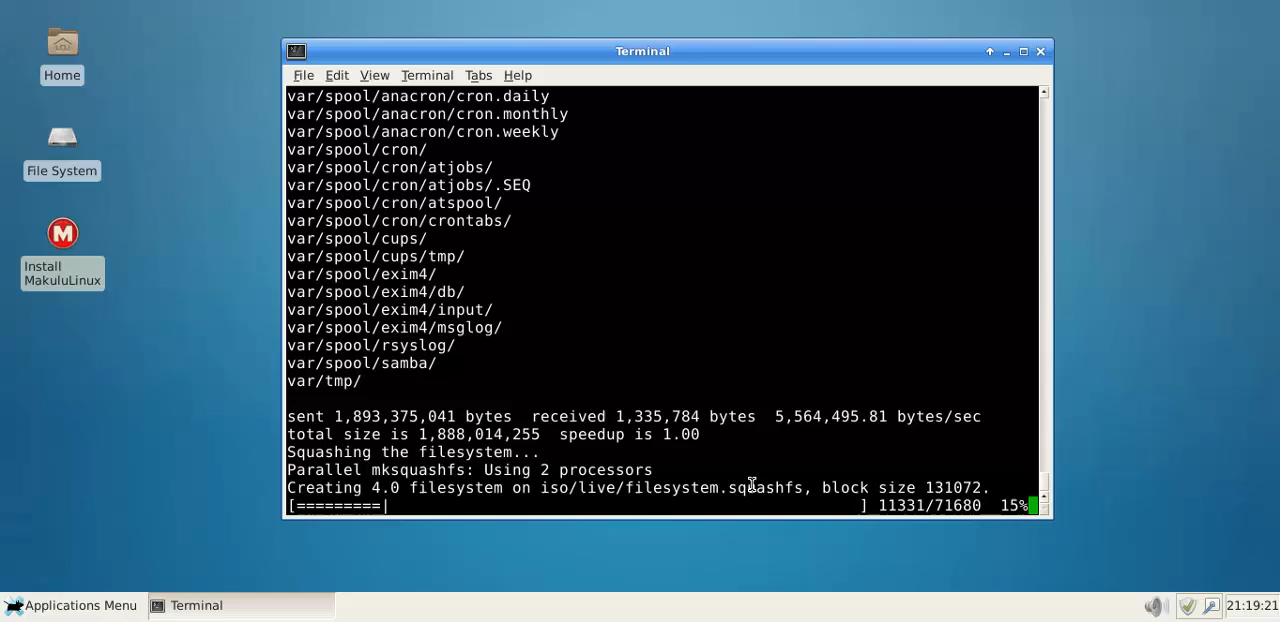 Home
File System
M
Install
MakuluLinux
Terminal
File Edit View Terminal Tabs Help
var/spool/anacron/cron.daily
var/spool/anacron/cron.monthly
var/spool/anacron/cron.weekly
var/spool/cron/
var/spool/cron/atjobs/
var/spool/cron/atjobs/.SEQ
var/spool/cron/atspool/
var/spool/cron/crontabs/
var/spool/cups/
var/spool/cups/tmp/
var/spool/exim4/
var/spool/exim4/db/
var/spool/exim4/input/
var/spool/exim4/msglog/
var/spool/rsyslog/
var/spool/samba/
var/tmp/
sent 1,893,375,041 bytes  received 1,335,784 bytes  5,564,495.81 bytes/sec
total size is 1,888,014,255  speedup is 1.00
Squashing the filesystem...
Parallel mksquashfs: Using 2 processors
Creating 4.0 filesystem on iso/live/filesystem.squashfs, block size 131072.
[=========|                                                   ] 11331/71680  15%
Applications Menu
Terminal
21:19:21